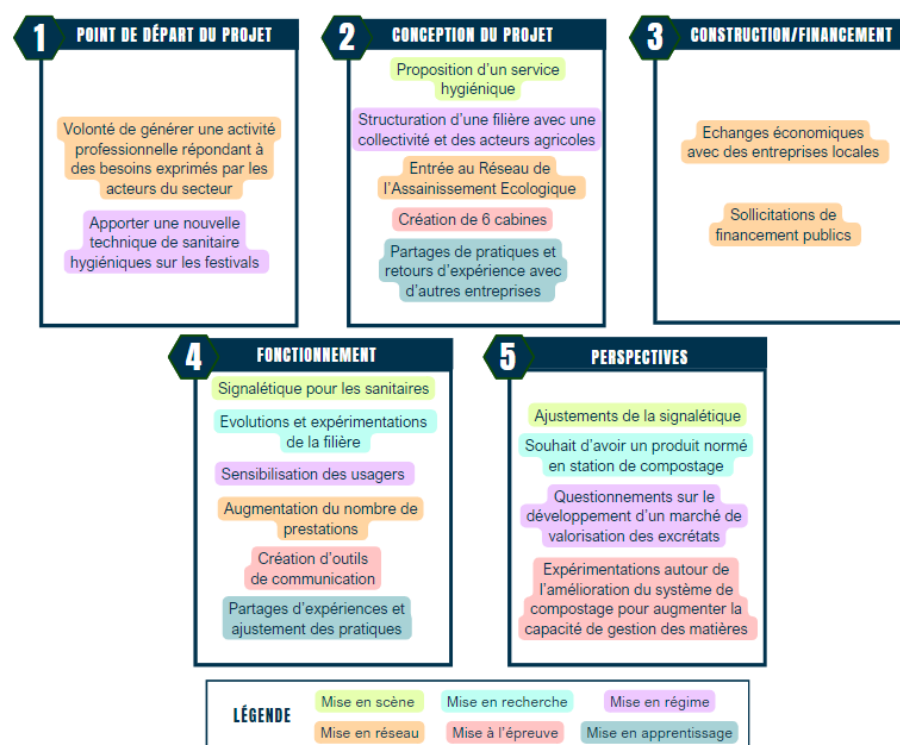 1 POINT DE DÉPART DU PROJET
Volonté de générer une activité
professionnelle répondant à
des besoins exprimés par les
acteurs du secteur
Apporter une nouvelle
technique de sanitaire
hygiéniques sur les festivals
2 CONCEPTION DU PROJET
Proposition d'un service
hygiénique
Structuration d'une filière avec une
collectivité et des acteurs agricoles
Entrée au Réseau de
l'Assainissement Ecologique
Création de 6 cabines
Partages de pratiques et
retours d'expérience avec
d'autres entreprises
3 CONSTRUCTION/FINANCEMENT
Echanges économiques
avec des entreprises locales
Sollicitations de
financement publics
4 FONCTIONNEMENT
Signalétique pour les sanitaires
Evolutions et expérimentations
de la filière
Sensibilisation des usagers
Augmentation du nombre de
prestations
Création d'outils
de communication
Partages d'expériences et
ajustement des pratiques
5 PERSPECTIVES
Ajustements de la signalétique
Souhait d'avoir un produit normé
en station de compostage
Questionnements sur le
développement d'un marché de
valorisation des excrétats
Expérimentations autour de
l'amélioration du système de
compostage pour augmenter la
capacité de gestion des matières
LÉGENDE
Mise en scène Mise en recherche Mise en régime
Mise en réseau Mise à l'épreuve Mise en apprentissage